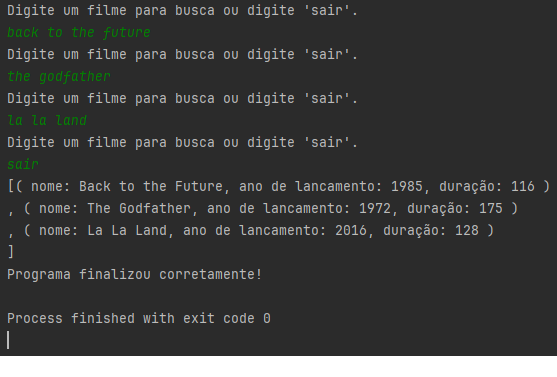 Digite um filme para busca ou digite 'sair'.
back to the future
Digite um filme para busca ou digite 'sair'.
the godfather
Digite um filme para busca ou digite 'sair'.
la la land
Digite um filme para busca ou digite 'sair'.
sair
[( nome: Back to the Future, ano de lancamento: 1985, duração: 116 )
, ( nome: The Godfather, ano de lancamento: 1972, duração: 175 )
, ( nome: La La Land, ano de lancamento: 2016, duração: 128 )
]
Programa finalizou corretamente!
Process finished with exit code 0